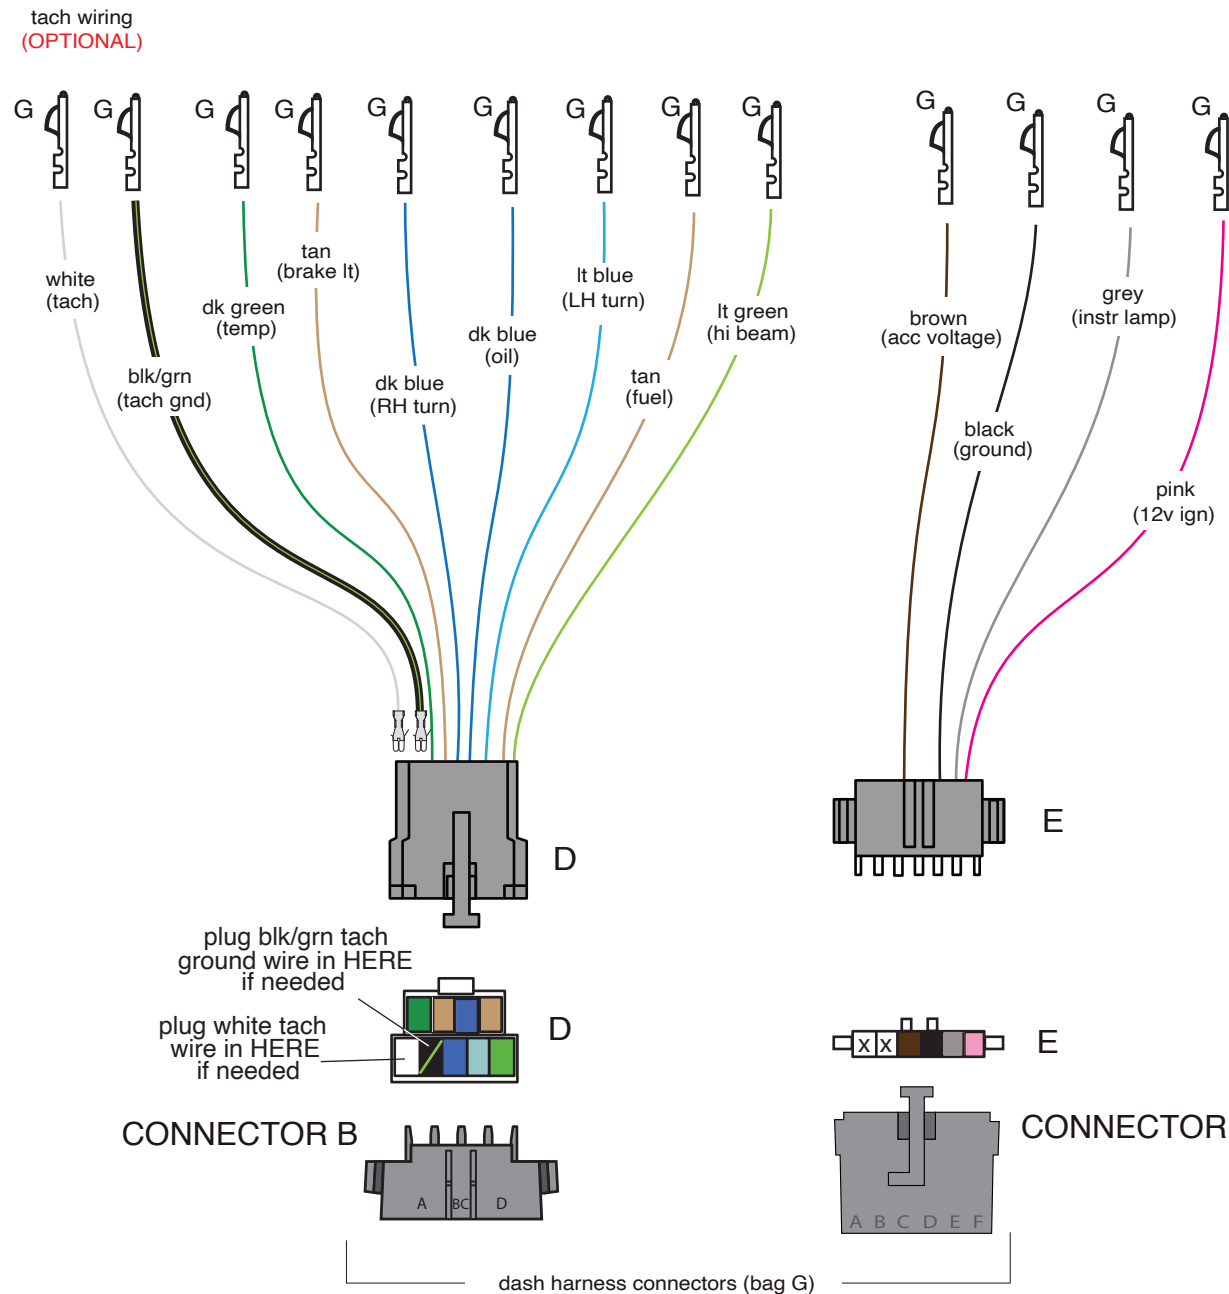 tach wiring
(OPTIONAL)
G G G G G G G G G G G G G
white
(tach)
blk/grn
(tach gnd)
dk green
(temp)
tan
(brake lt)
dk blue
(RH turn)
dk blue
(oil)
lt blue
(LH turn)
tan
(fuel)
lt green
(hi beam)
brown
(acc voltage)
black
(ground)
grey
(instr lamp)
pink
(12v ign)
D
E
plug blk/grn tach
ground wire in HERE
if needed
plug white tach
wire in HERE
if needed
D
X X
E
CONNECTOR B
A BC D
CONNECTOR
A B C D E F
dash harness connectors (bag G)